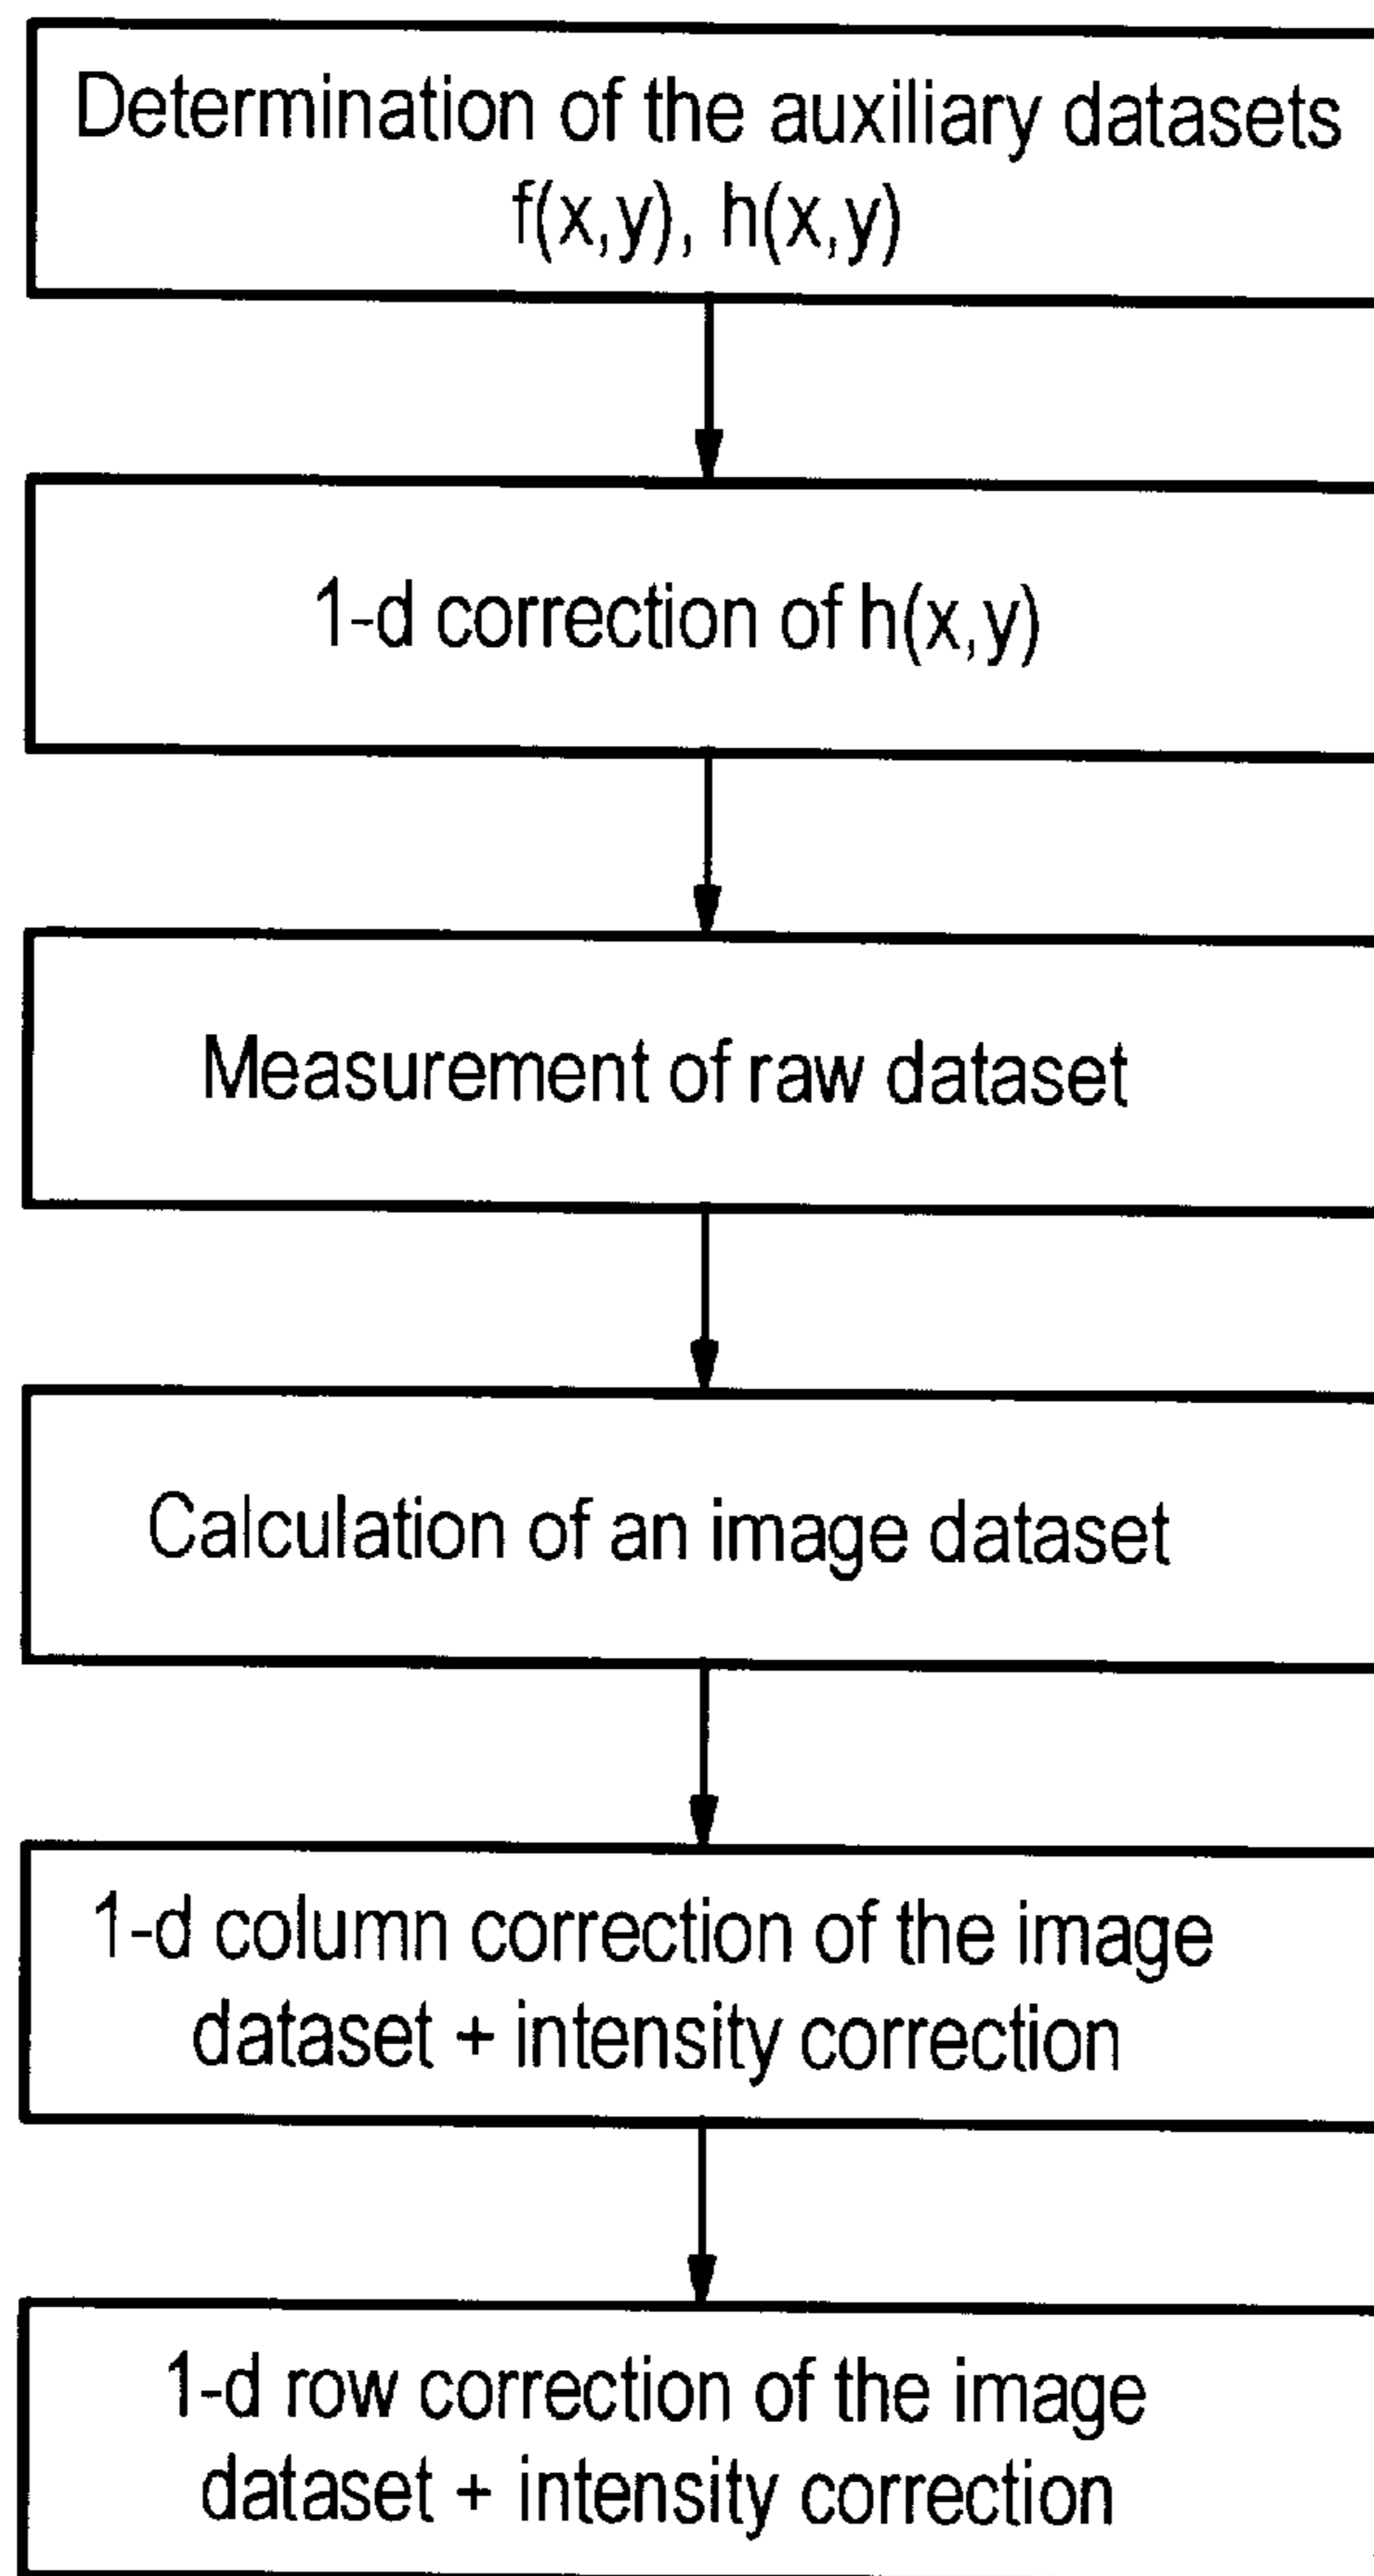 Determination of the auxiliary datasets
f(x,y), h(x,y)
1-d correction of h(x,y)
Measurement of raw dataset
Calculation of an image dataset
1-d column correction of the image
dataset + intensity correction
1-d row correction of the image
dataset + intensity correction